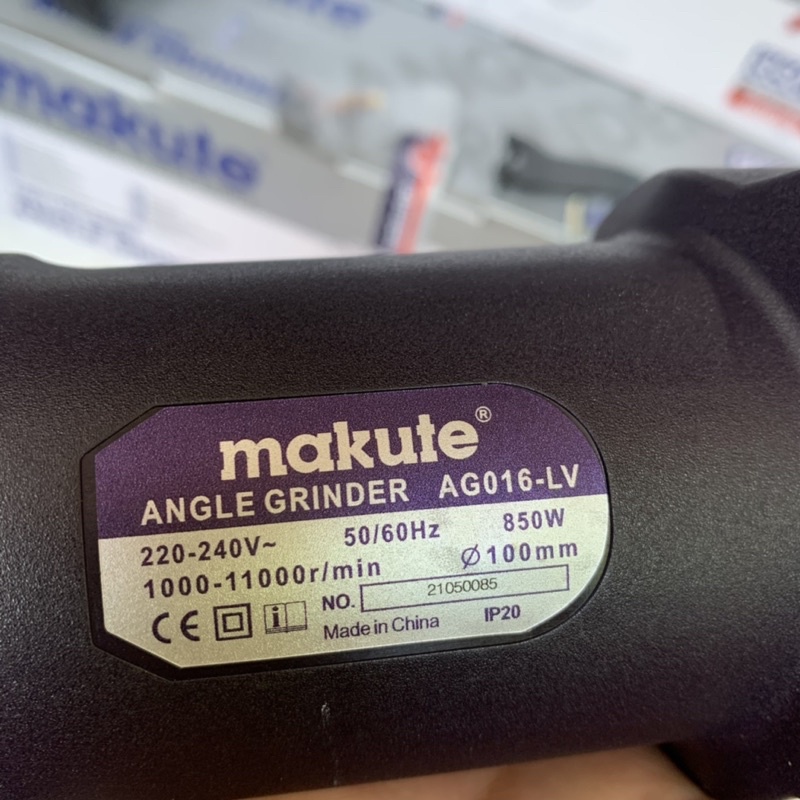 makute
makute®
ANGLE GRINDER AG016-LV
220-240V~ 50/60Hz 850W
1000-11000r/min Ø100mm
CE NO. 21050085
Made in China IP20